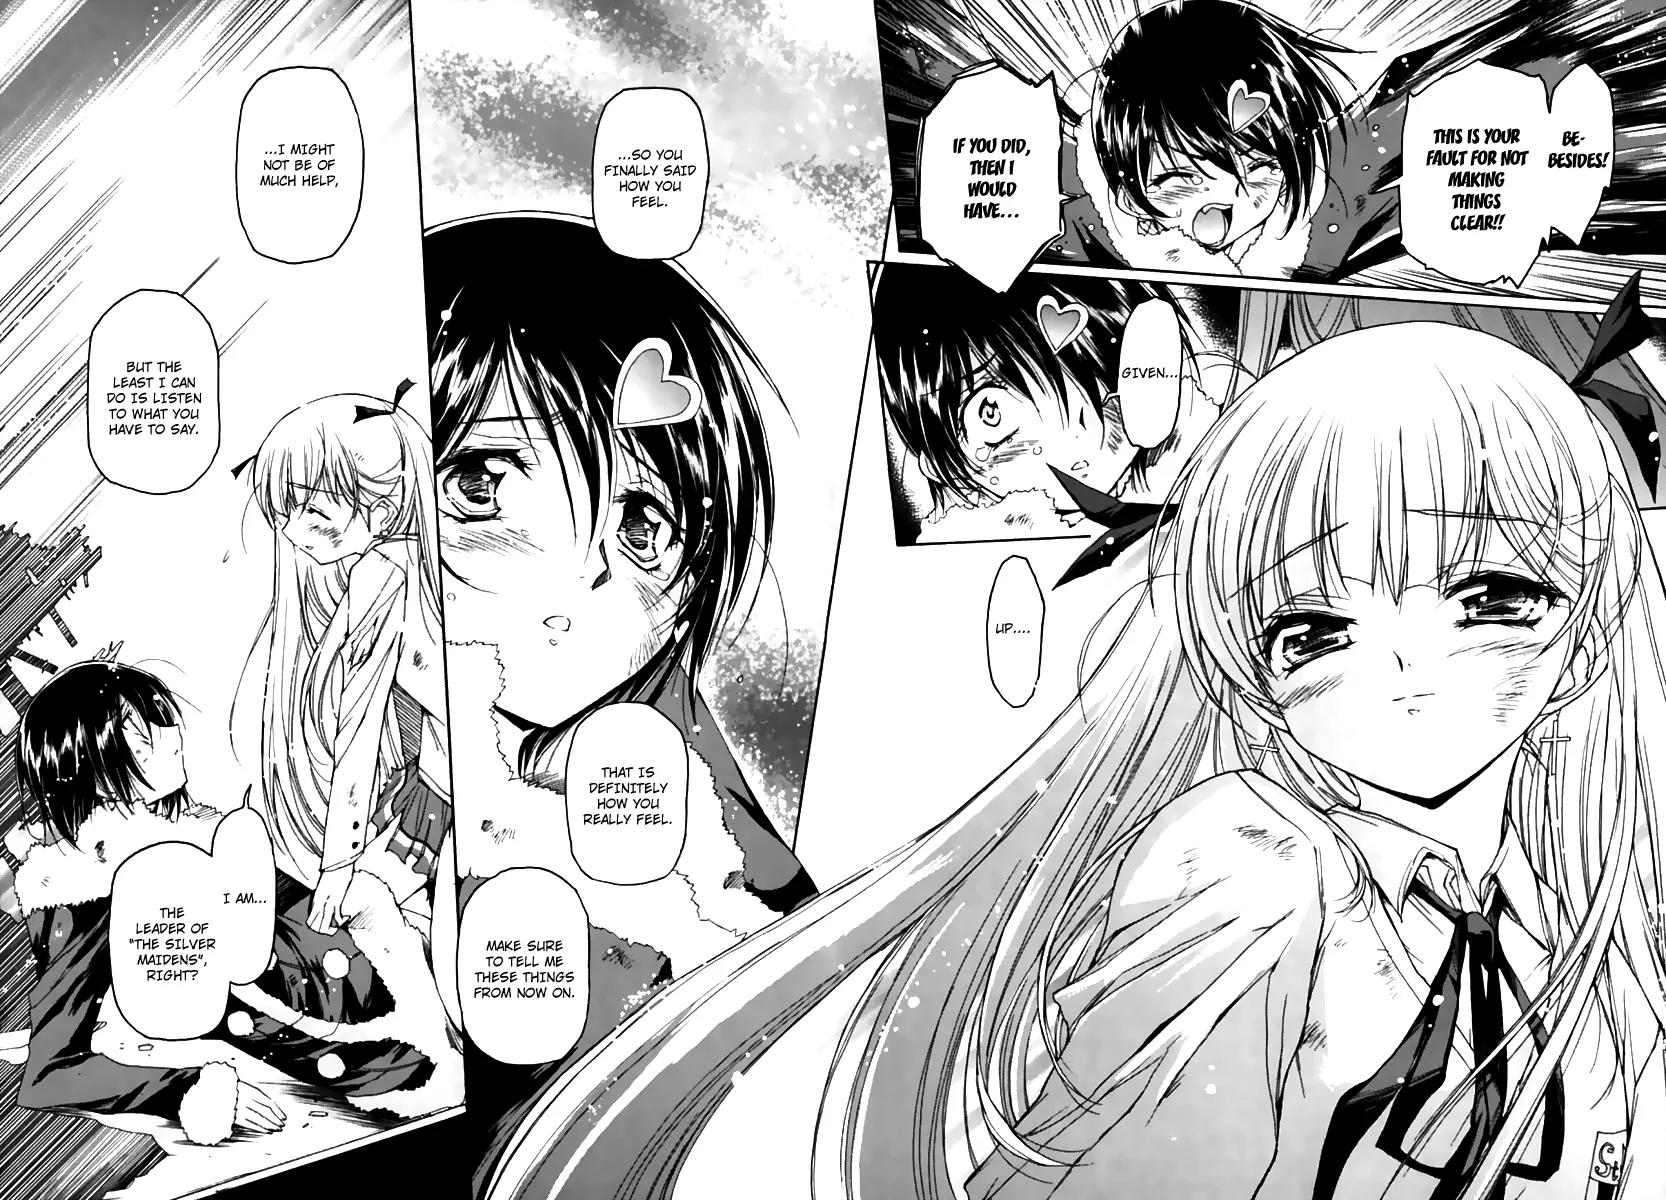 BE-
BESIDES!
THIS IS YOUR
FAULT FOR NOT
MAKING
THINGS
CLEAR!!
IF YOU DID,
THEN I
WOULD
HAVE...
GIVEN...
UP....
...SO YOU
FINALLY SAID
HOW YOU
FEEL.
THAT IS
DEFINITELY
HOW YOU
REALLY FEEL.
MAKE SURE
TO TELL ME
THESE THINGS
FROM NOW ON.
...I MIGHT
NOT BE OF
MUCH HELP,
BUT THE
LEAST I CAN
DO IS LISTEN
TO WHAT YOU
HAVE TO SAY.
I AM...
THE
LEADER OF
"THE SILVER
MAIDENS",
RIGHT?